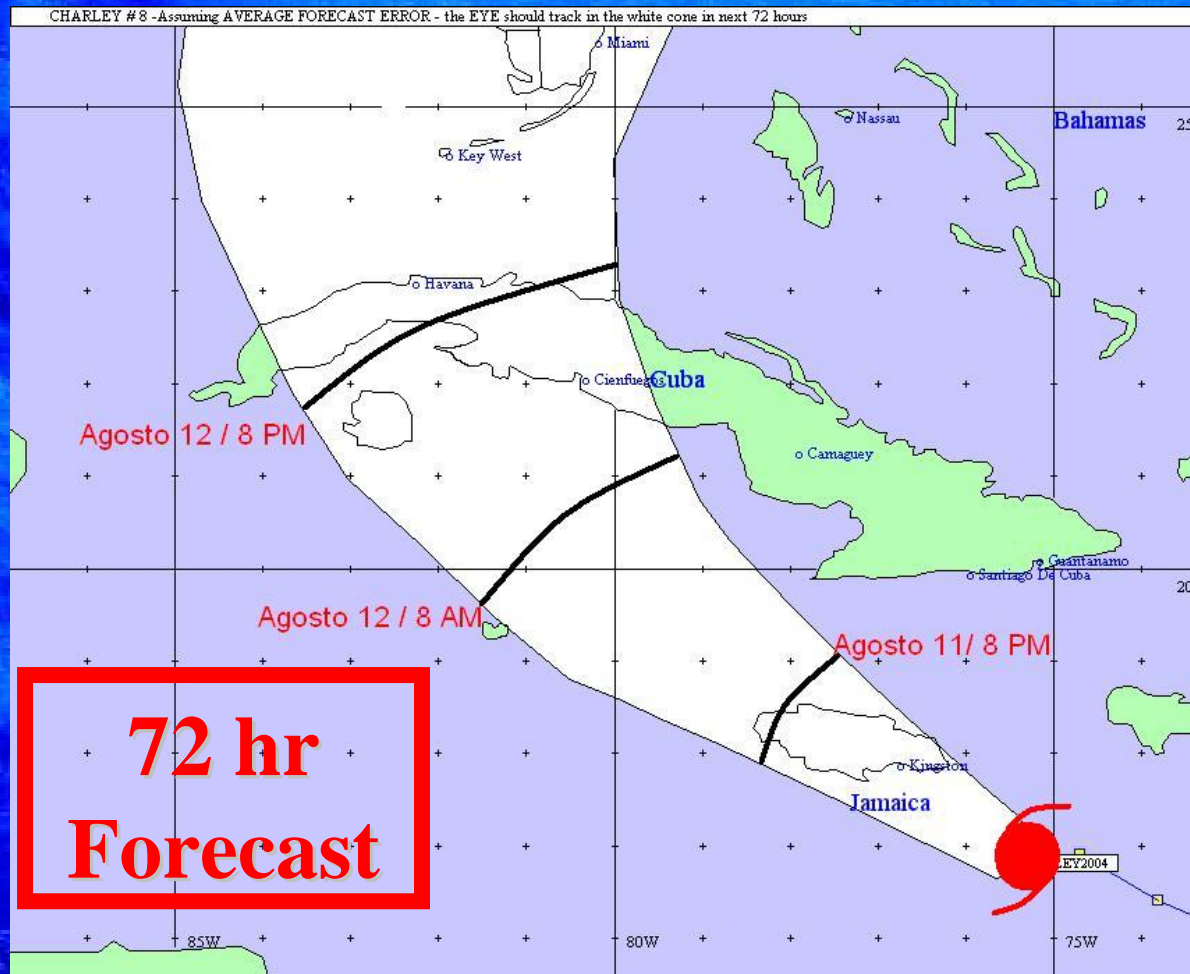 CHARLEY # 8 -Assuming AVERAGE FORECAST ERROR - the EYE should track in the white cone in next 72 hours
Miami
Nassau
Bahamas
25
Key West
Havana
Cienfuegos
Cuba
Agosto 12 / 8 PM
Camaguey
Guantanamo
Santiago De Cuba
20
Agosto 12 / 8 AM
Agosto 11/ 8 PM
72 hr
Forecast
Kingston
Jamaica
EY2004
85W
80W
75W